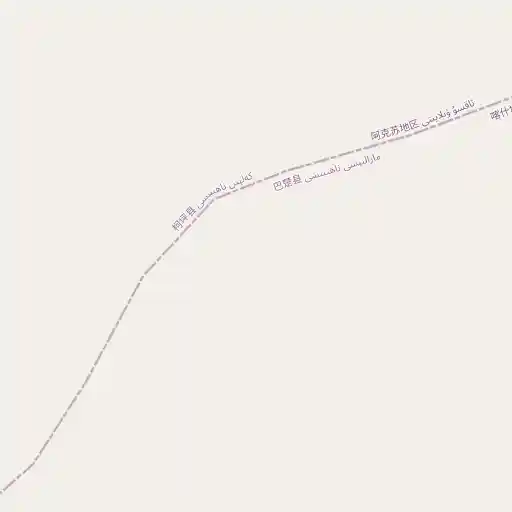 阿克苏地区 ئاقسۇ ۋىلايىتى
喀什
巴楚县 مارالبېشى ناھىيىسى
柯坪县 كەلپىن ناھىيىسى